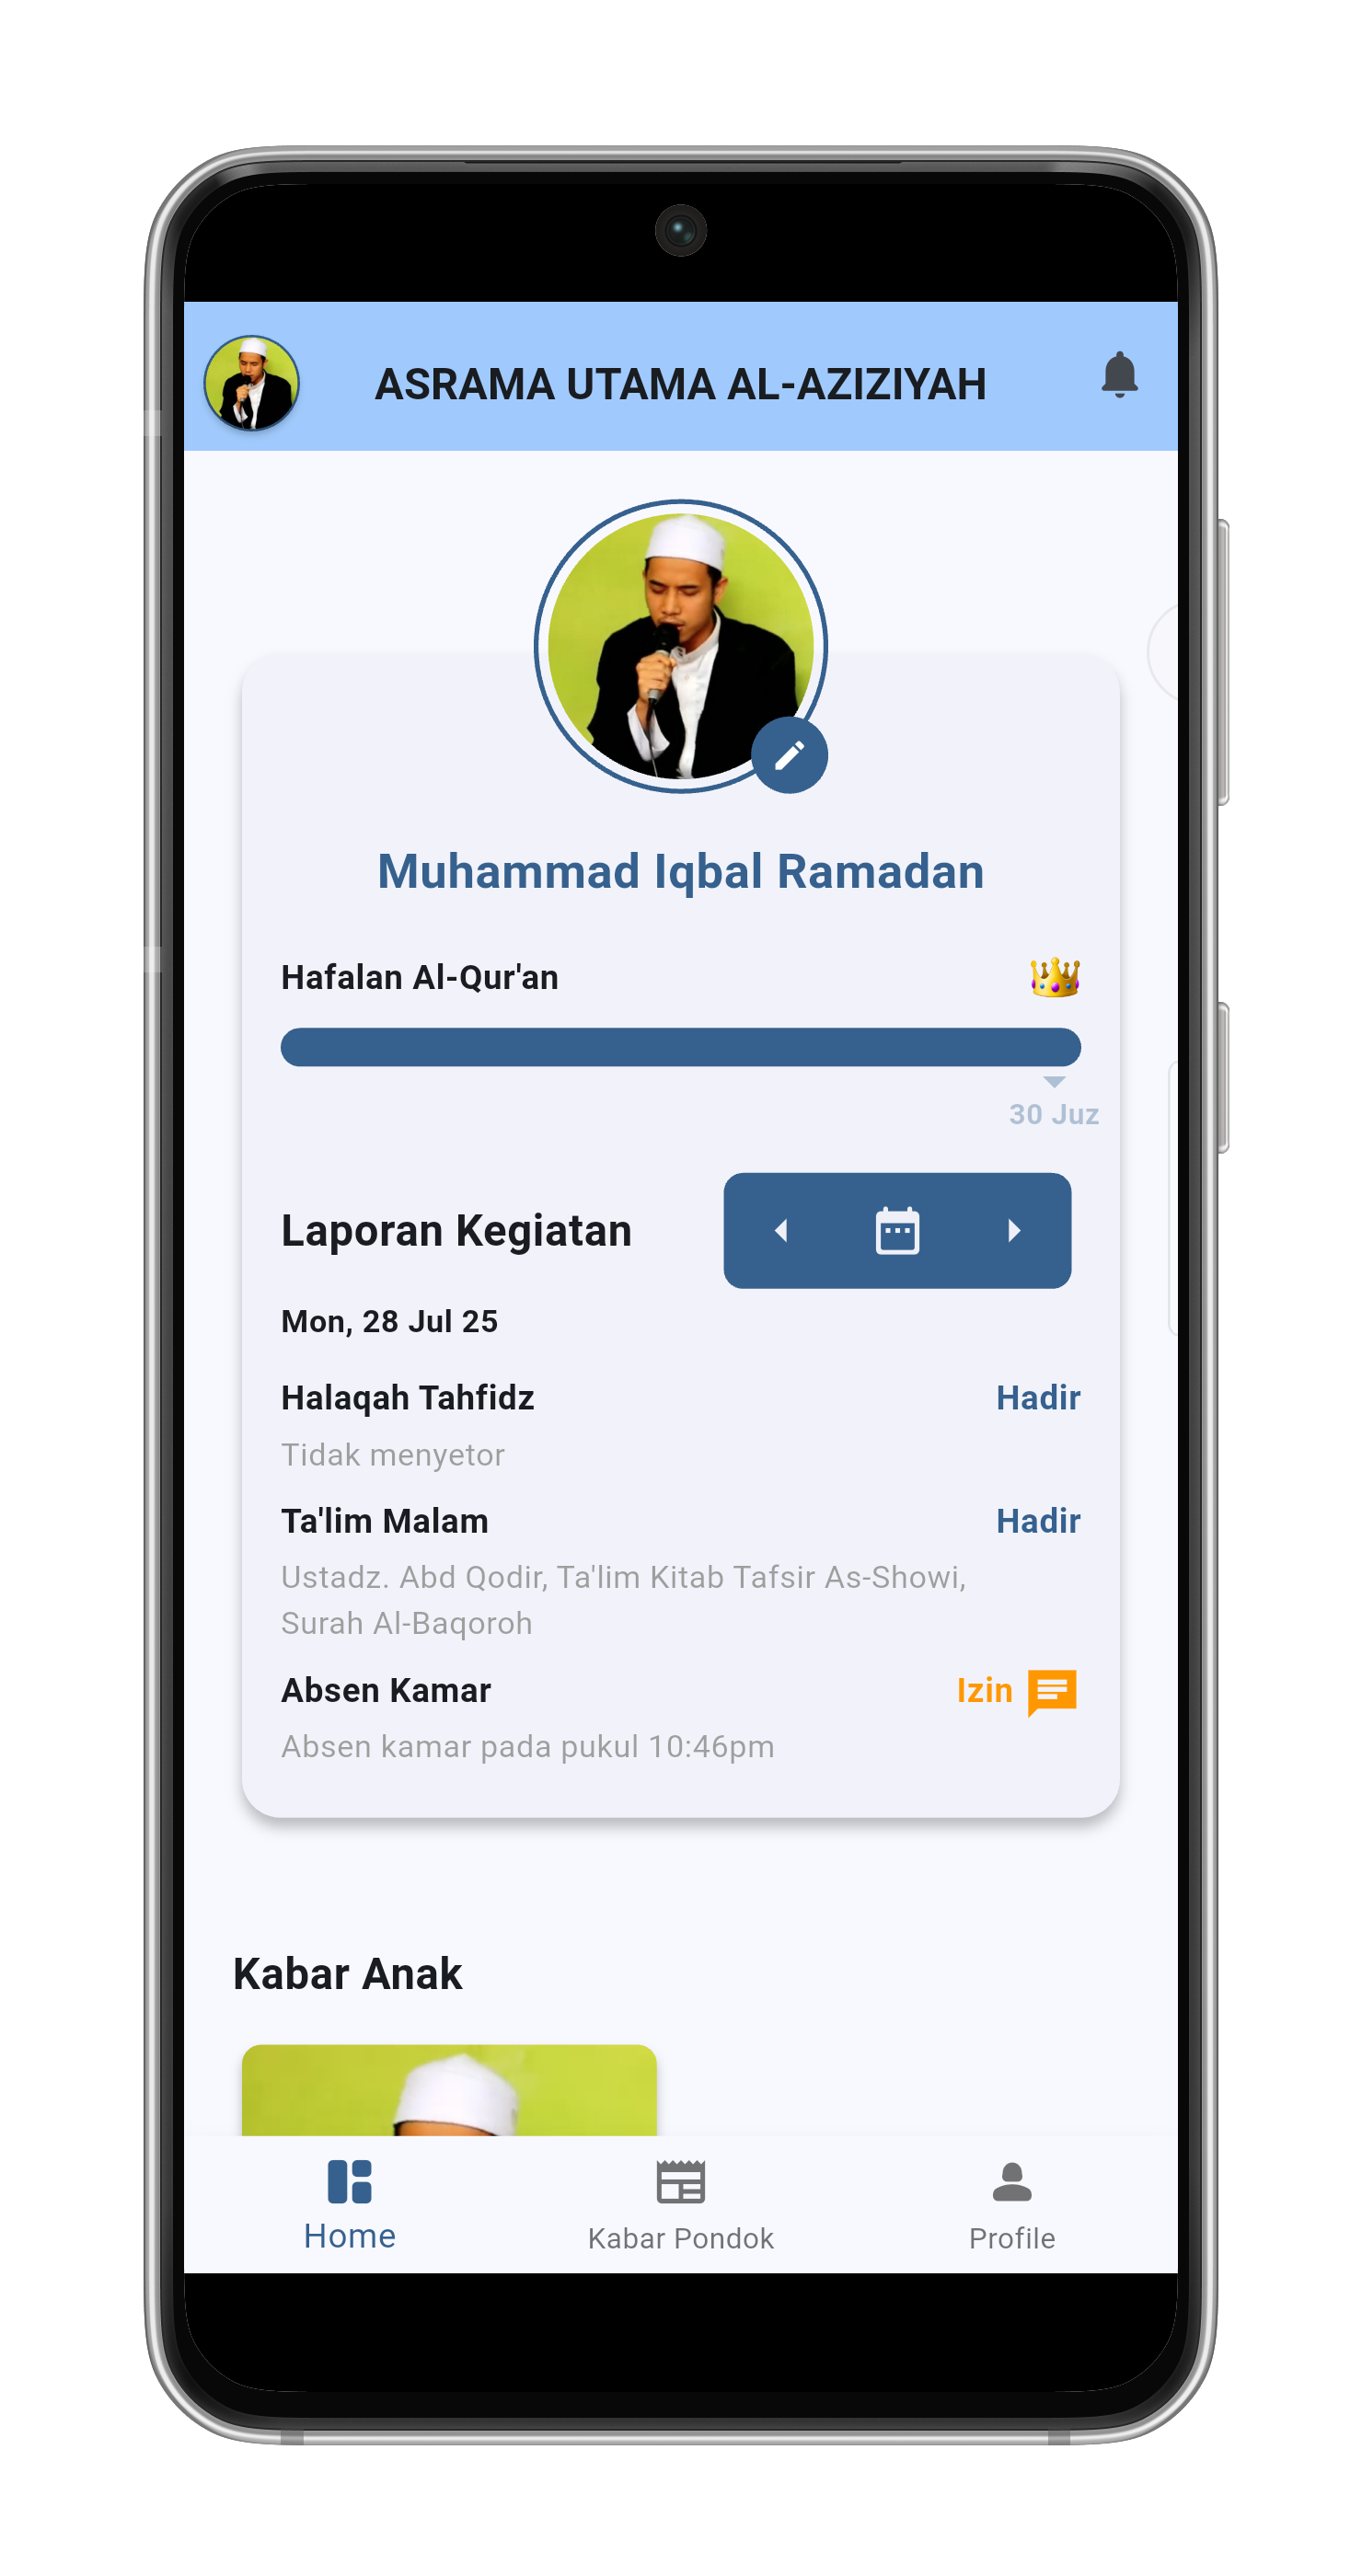 ASRAMA UTAMA AL-AZIZIYAH
Muhammad Iqbal Ramadan
Hafalan Al-Qur'an
30 Juz
Laporan Kegiatan
Mon, 28 Jul 25
Halaqah Tahfidz Hadir
Tidak menyetor
Ta'lim Malam Hadir
Ustadz. Abd Qodir, Ta'lim Kitab Tafsir As-Showi,
Surah Al-Baqoroh
Absen Kamar Izin
Absen kamar pada pukul 10:46pm
Kabar Anak
Home Kabar Pondok Profile